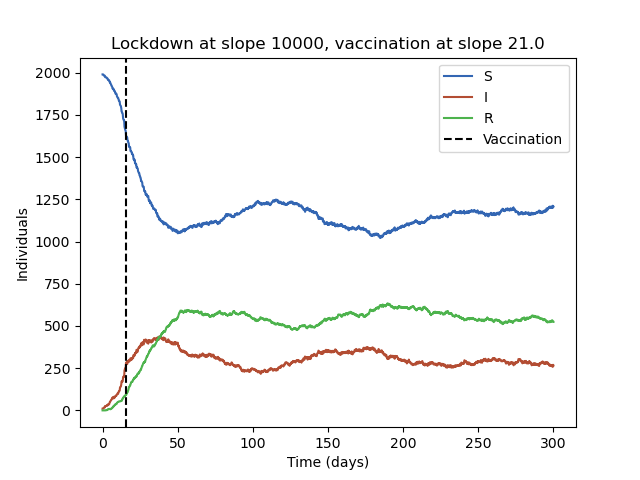 Lockdown at slope 10000, vaccination at slope 21.0
S
I
R
Vaccination
Individuals
2000
1750
1500
1250
1000
750
500
250
0
0 50 100 150 200 250 300
Time (days)